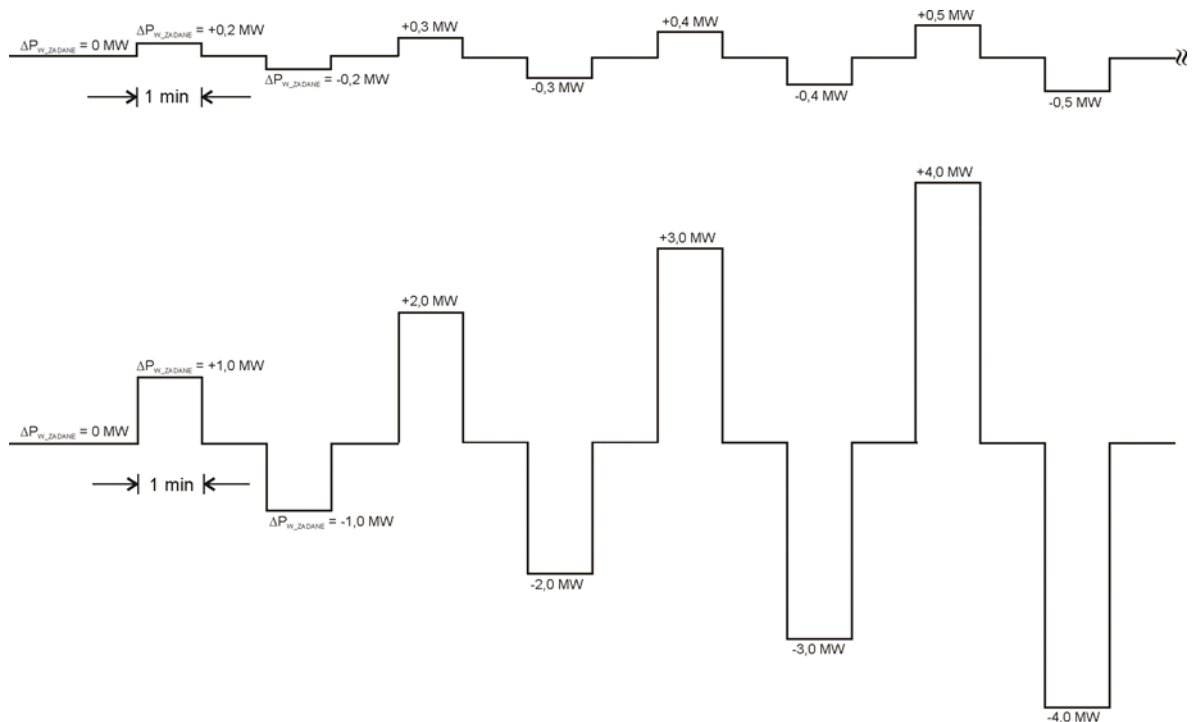 ΔP_W_ZADANE = 0 MW
ΔP_W_ZADANE = +0,2 MW
ΔP_W_ZADANE = -0,2 MW
+0,3 MW
-0,3 MW
+0,4 MW
-0,4 MW
+0,5 MW
-0,5 MW
1 min
ΔP_W_ZADANE = 0 MW
ΔP_W_ZADANE = +1,0 MW
ΔP_W_ZADANE = -1,0 MW
+2,0 MW
-2,0 MW
+3,0 MW
-3,0 MW
+4,0 MW
-4.0 MW
1 min